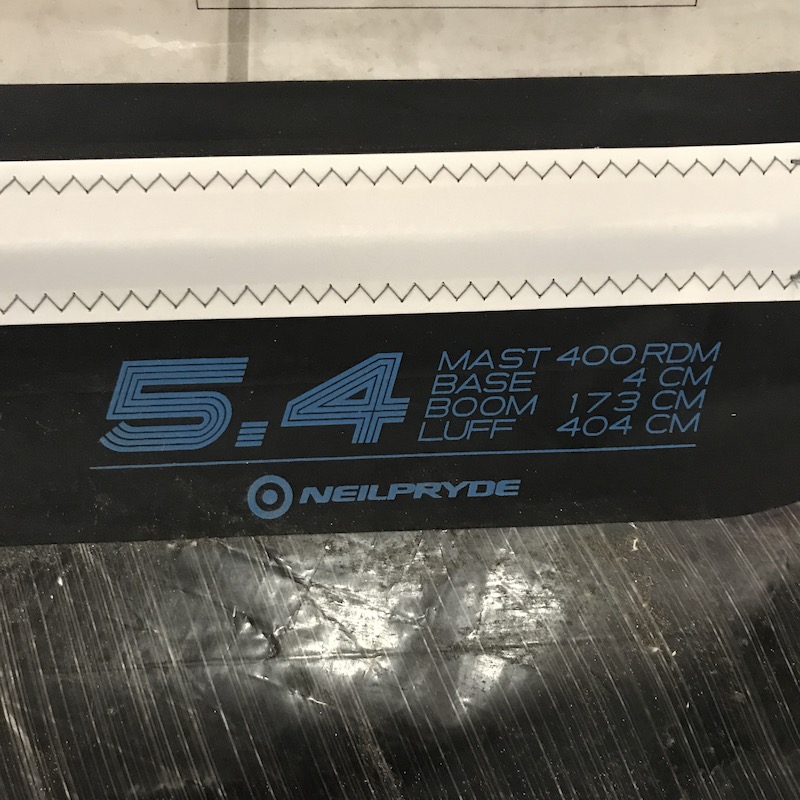 5.4
MAST 400 RDM
BASE 4 CM
BOOM 173 CM
LUFF 404 CM
NEILPRYDE